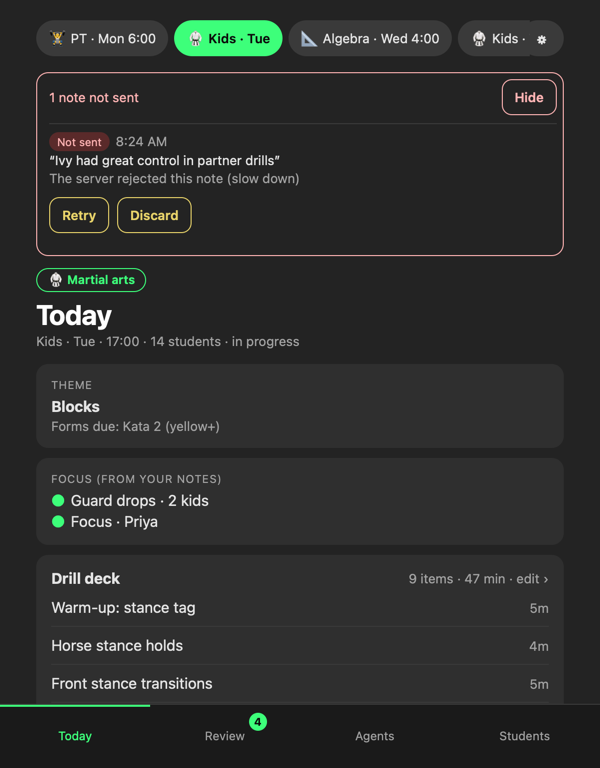 PT · Mon 6:00
Kids · Tue
Algebra · Wed 4:00
Kids ·
1 note not sent
Hide
Not sent 8:24 AM
“Ivy had great control in partner drills”
The server rejected this note (slow down)
Retry
Discard
Martial arts
Today
Kids · Tue · 17:00 · 14 students · in progress
THEME
Blocks
Forms due: Kata 2 (yellow+)
FOCUS (FROM YOUR NOTES)
Guard drops · 2 kids
Focus · Priya
Drill deck 9 items · 47 min · edit ›
Warm-up: stance tag 5m
Horse stance holds 4m
Front stance transitions 5m
Today
Review 4
Agents
Students